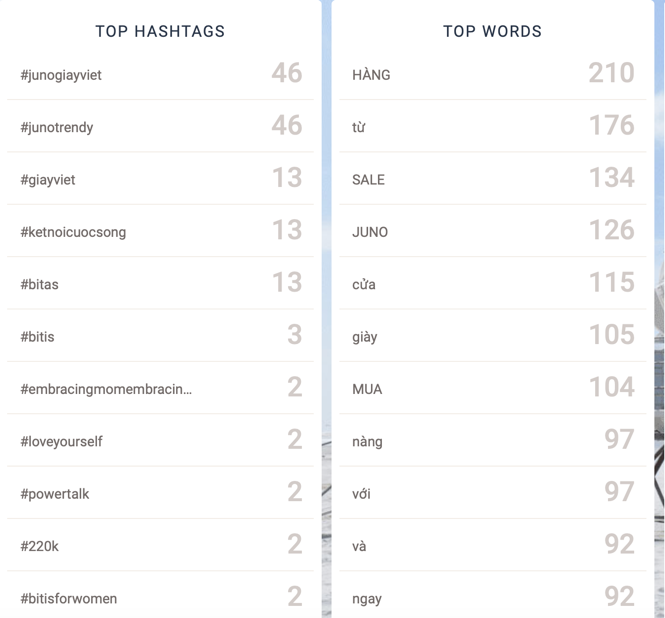 TOP HASHTAGS
#junogiayviet 46
#junotrendy 46
#giayviet 13
#ketnoicuocsong 13
#bitas 13
#bitis 3
#embracingmomembracin... 2
#loveyourself 2
#powertalk 2
#220k 2
#bitisforwomen 2
TOP WORDS
HÀNG 210
từ 176
SALE 134
JUNO 126
cửa 115
giày 105
MUA 104
nàng 97
với 97
và 92
ngay 92